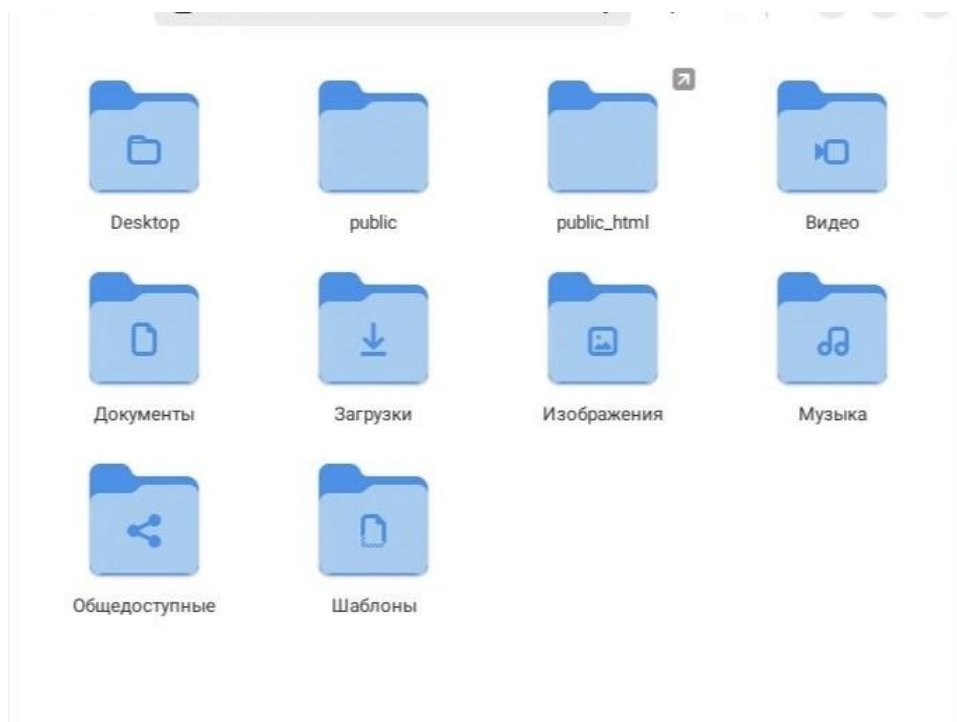 Desktop
public
public_html
Видео
Документы
Загрузки
Изображения
Музыка
Общедоступные
Шаблоны